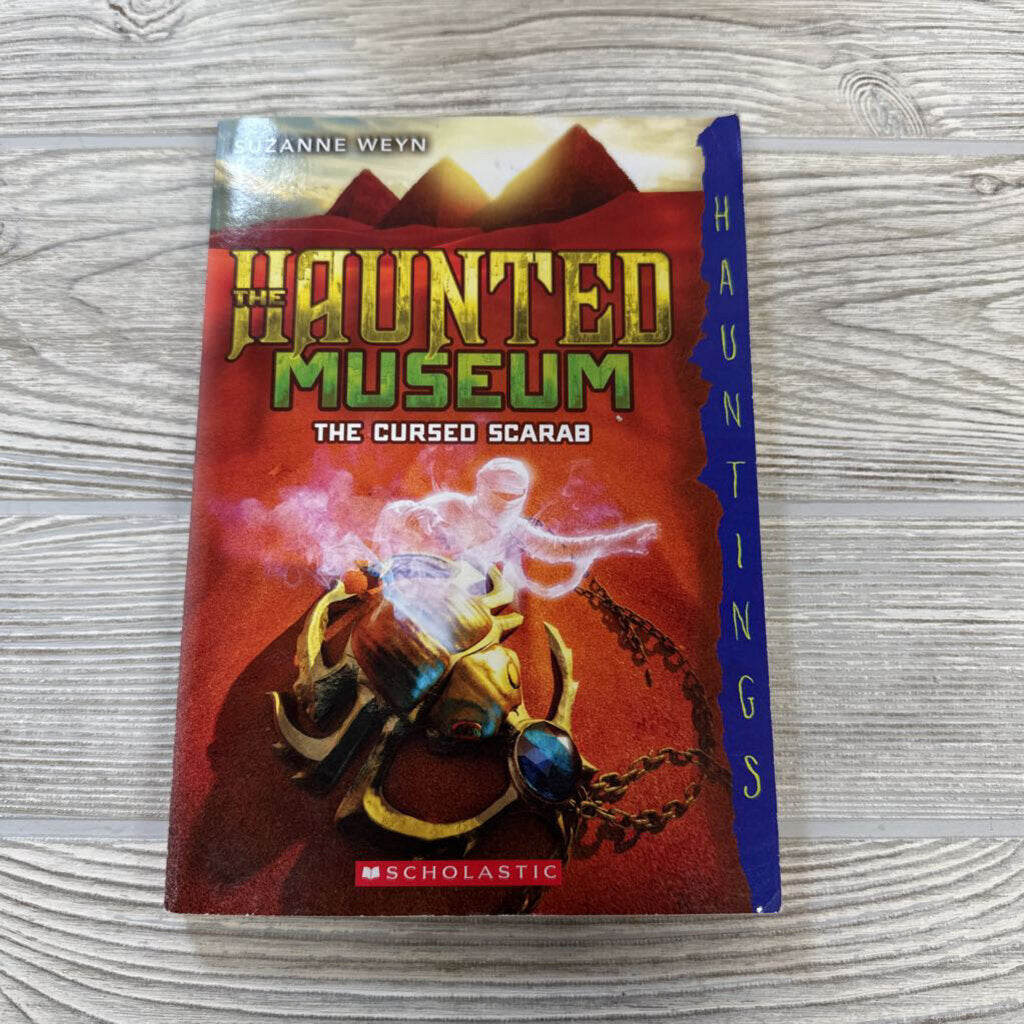 SUZANNE WEYN
THE HAUNTED
MUSEUM
THE CURSED SCARAB
HAUNTINGS
SCHOLASTIC